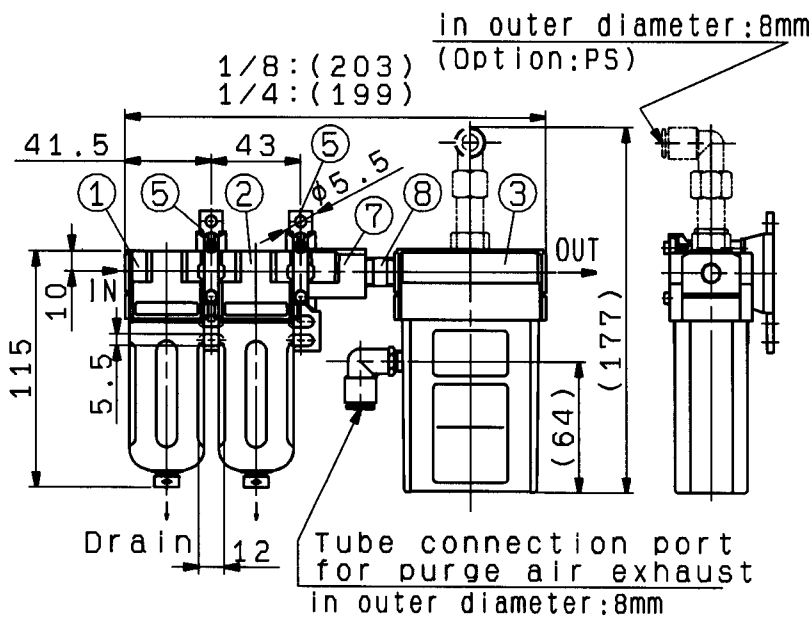 in outer diameter:8mm
(Option:PS)
1/8:(203)
1/4:(199)
41.5
43
5
ø5.5
1
5
2
7
8
3
OUT
IN
10
115
5.5
(177)
(64)
Drain
12
Tube connection port
for purge air exhaust
in outer diameter:8mm